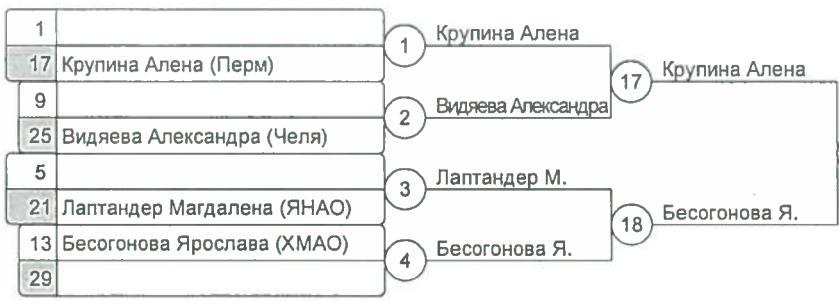 1
17 Крупина Алена (Перм)
9
25 Видяева Александра (Челя)
5
21 Лаптандер Магдалена (ЯНАО)
13 Бесогонова Ярослава (ХМАО)
29
1 Крупина Алена
2 Видяева Александра
3 Лаптандер М.
4 Бесогонова Я.
17 Крупина Алена
18 Бесогонова Я.